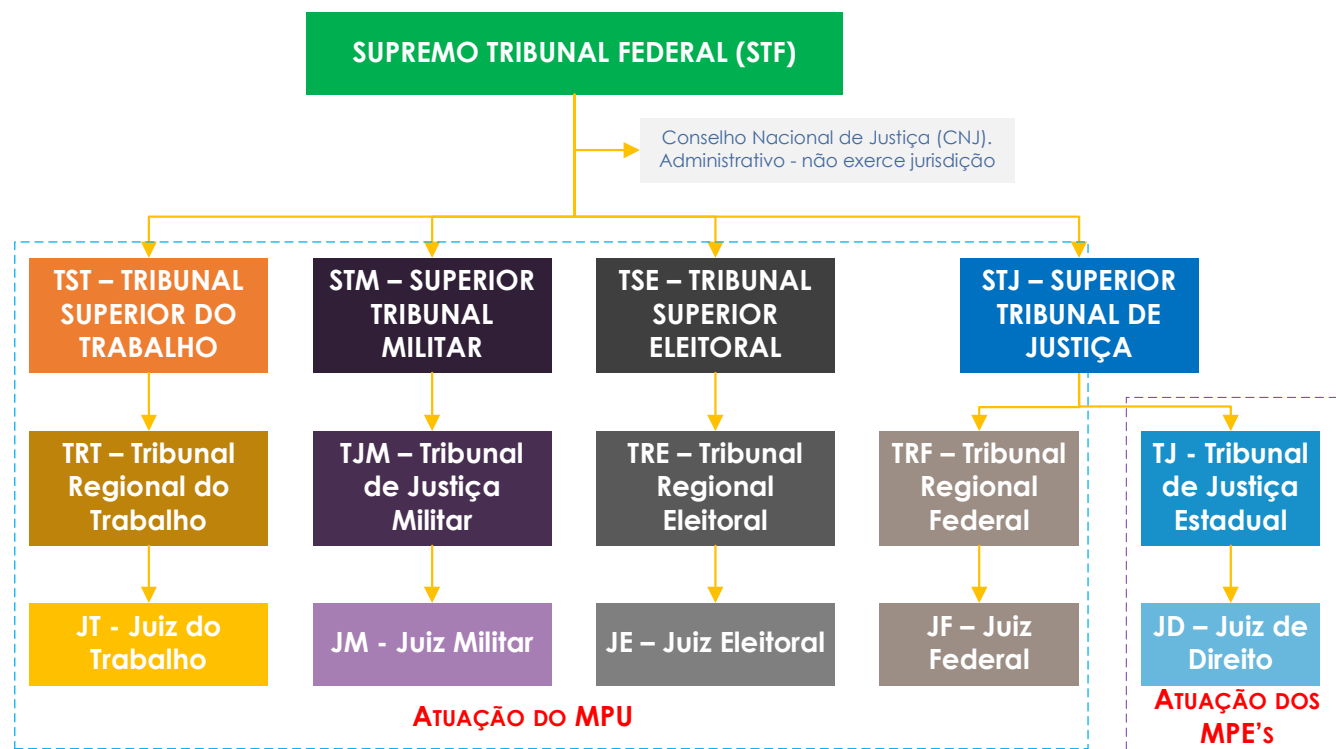 SUPREMO TRIBUNAL FEDERAL (STF)
Conselho Nacional de Justiça (CNJ).
Administrativo - não exerce jurisdição
TST – TRIBUNAL
SUPERIOR DO
TRABALHO
STM – SUPERIOR
TRIBUNAL
MILITAR
TSE – TRIBUNAL
SUPERIOR
ELEITORAL
STJ – SUPERIOR
TRIBUNAL DE
JUSTIÇA
TRT – Tribunal
Regional do
Trabalho
TJM – Tribunal
de Justiça
Militar
TRE – Tribunal
Regional
Eleitoral
TRF – Tribunal
Regional
Federal
TJ - Tribunal
de Justiça
Estadual
JT - Juiz do
Trabalho
JM - Juiz Militar
JE – Juiz Eleitoral
JF – Juiz
Federal
JD – Juiz de
Direito
ATUAÇÃO DO MPU
ATUAÇÃO DOS
MPE's